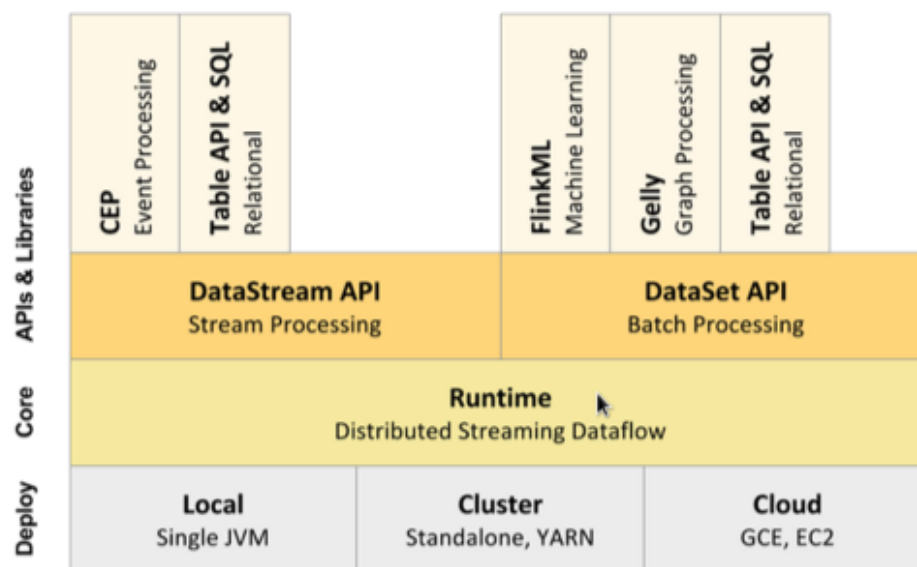 CEP
Event Processing
Table API & SQL
Relational
FlinkML
Machine Learning
Gelly
Graph Processing
Table API & SQL
Relational
APIs & Libraries
DataStream API
Stream Processing
DataSet API
Batch Processing
Core
Runtime
Distributed Streaming Dataflow
Deploy
Local
Single JVM
Cluster
Standalone, YARN
Cloud
GCE, EC2